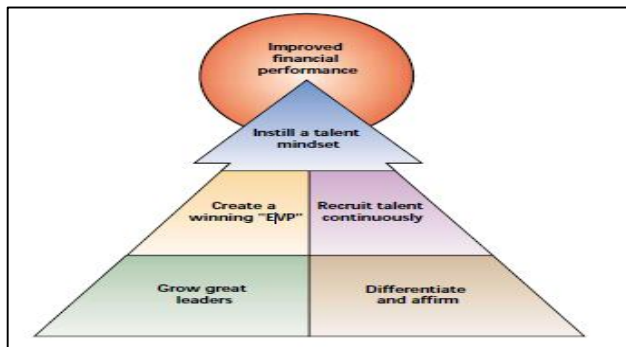 Improved
financial
performance
Instill a talent
mindset
Create a
winning "EVP"
Recruit talent
continuously
Grow great
leaders
Differentiate
and affirm